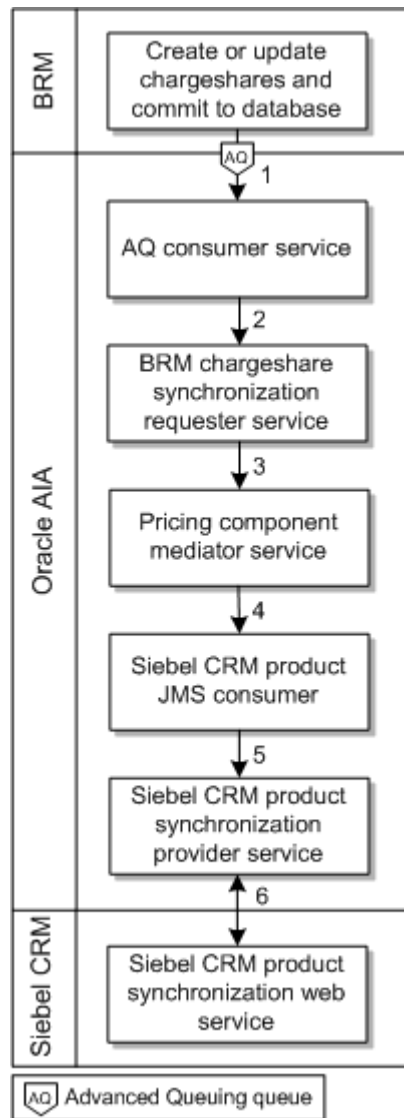 BRM
Create or update
chargeshares and
commit to database
AQ
1
Oracle AIA
AQ consumer service
2
BRM chargeshare
synchronization
requester service
3
Pricing component
mediator service
4
Siebel CRM product
JMS consumer
5
Siebel CRM product
synchronization
provider service
6
Siebel CRM
Siebel CRM product
synchronization web
service
AQ Advanced Queuing queue